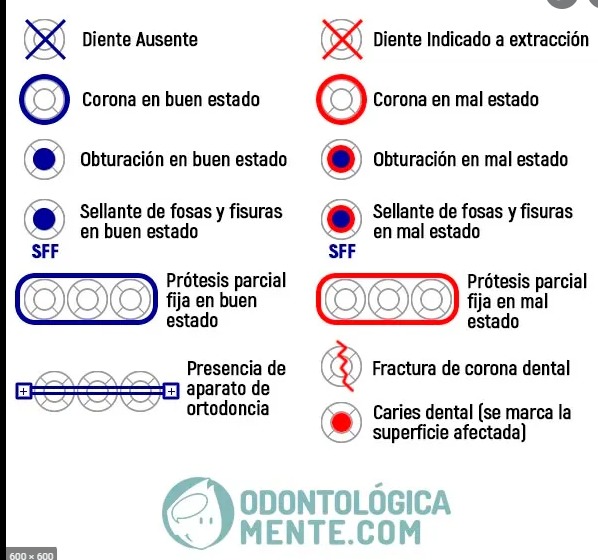 Diente Ausente
Diente Indicado a extracción
Corona en buen estado
Corona en mal estado
Obturación en buen estado
Obturación en mal estado
Sellante de fosas y fisuras
en buen estado
SFF
Sellante de fosas y fisuras
en mal estado
SFF
Prótesis parcial
fija en buen
estado
Prótesis parcial
fija en mal
estado
Presencia de
aparato de
ortodoncia
Fractura de corona dental
Caries dental (se marca la
superficie afectada)
ODONTOLÓGICA
MENTE.COM
600 × 600